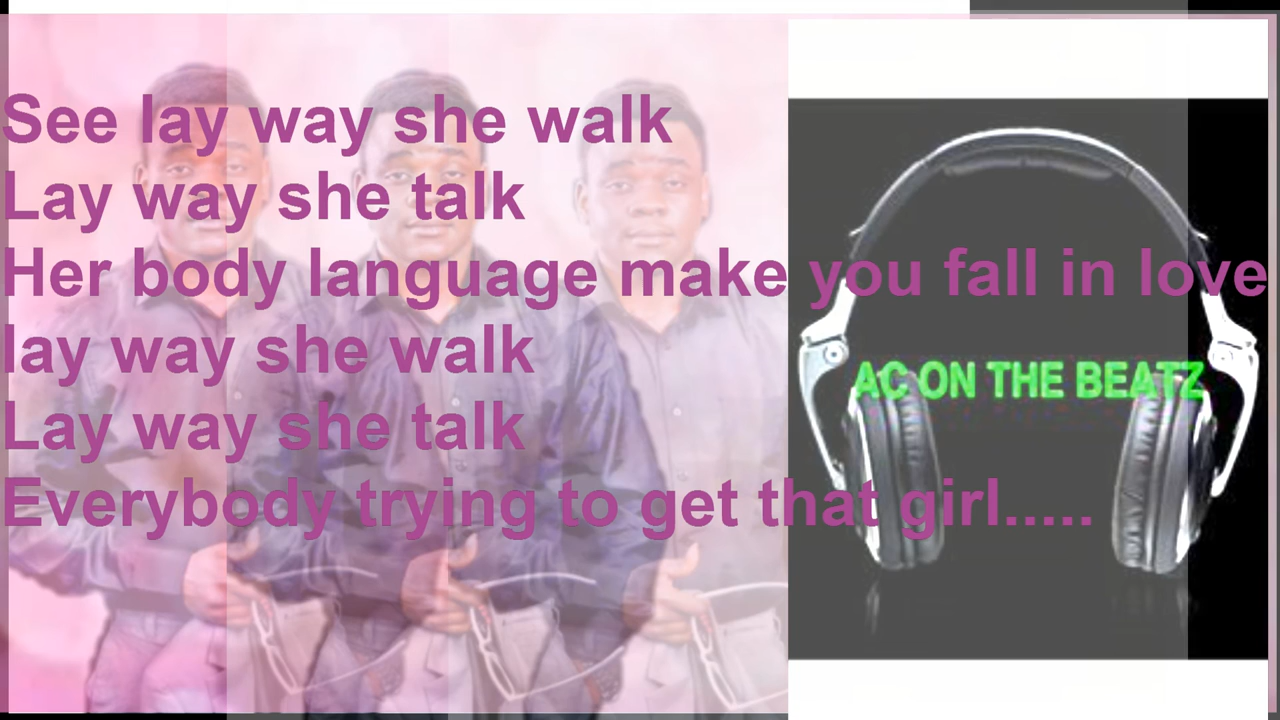 See lay way she walk
Lay way she talk
Her body language make you fall in love
lay way she walk
Lay way she talk
Everybody trying to get that girl.....
AC ON THE BEATZ